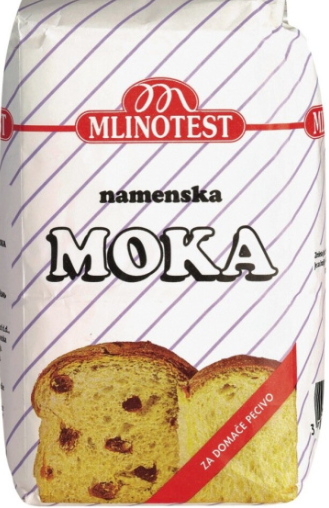 MLINOTEST
namenska
MOKA
ZA DOMAČE PECIVO